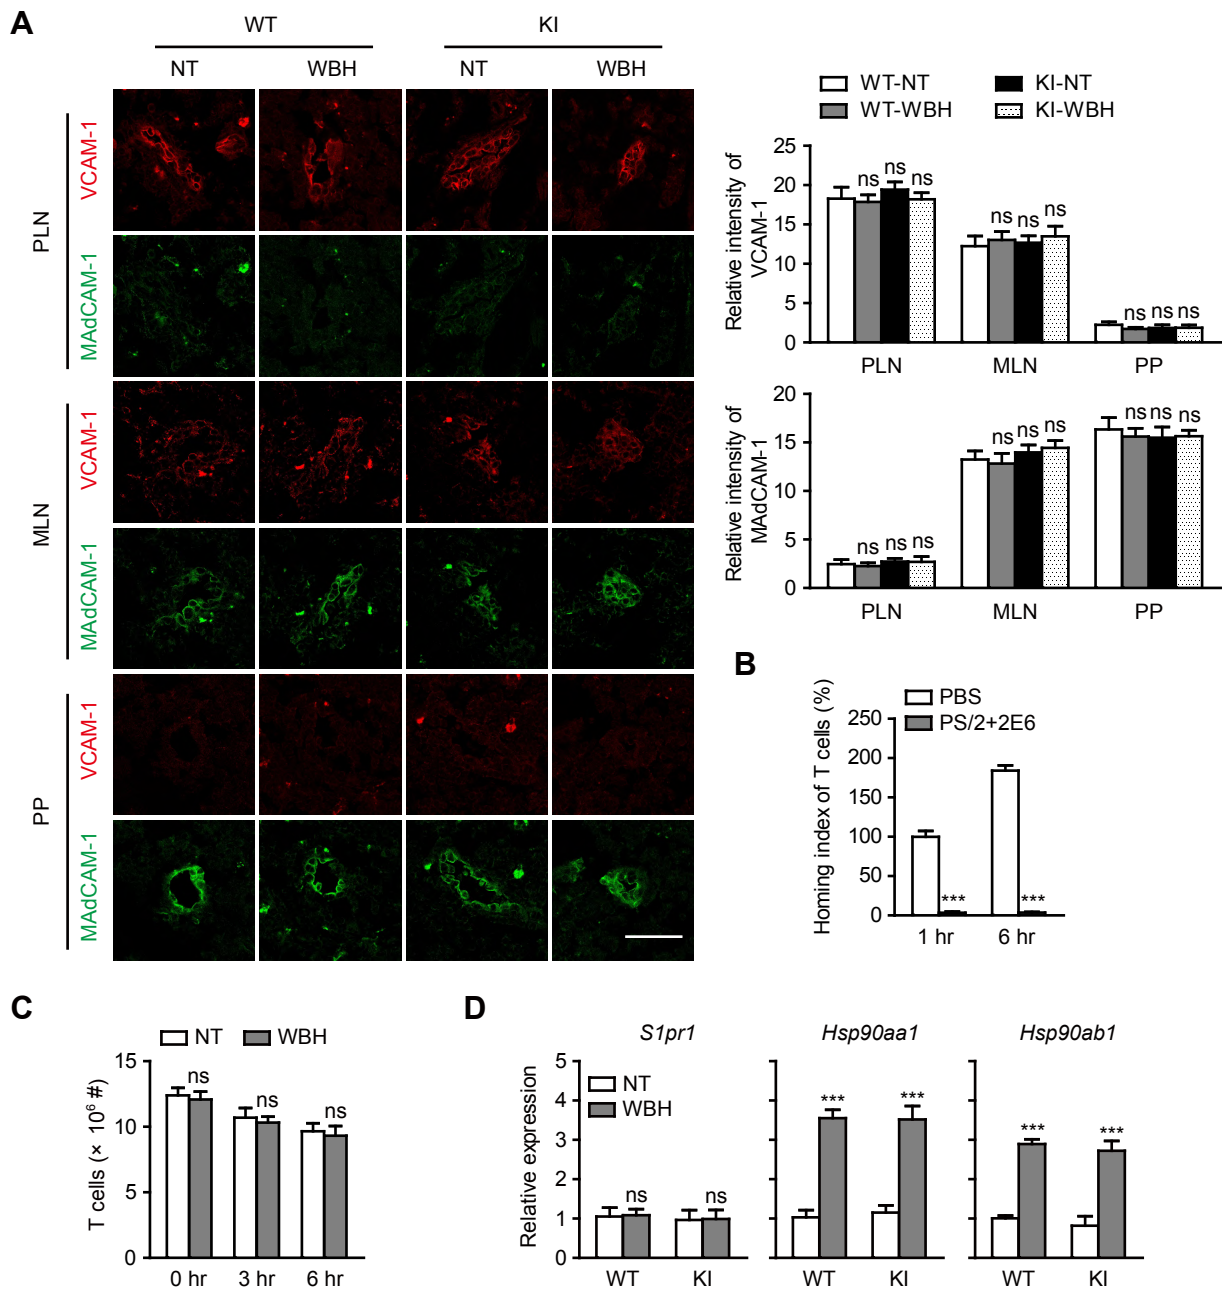 A
WT KI
NT WBH NT WBH
PLN
VCAM-1
MAdCAM-1
MLN
VCAM-1
MAdCAM-1
PP
VCAM-1
MAdCAM-1
WT-NT KI-NT
WT-WBH KI-WBH
Relative intensity of
VCAM-1
25
20
15
10
5
0
ns ns ns
ns ns ns
ns ns ns
PLN MLN PP
Relative intensity of
MAdCAM-1
20
15
10
5
0
ns ns ns
ns ns ns
ns ns ns
PLN MLN PP
B
PBS
PS/2+2E6
Homing index of T cells (%)
250
200
150
100
50
0
*** ***
1 hr 6 hr
C
NT WBH
T cells (× 10⁶ #)
15
10
5
0
ns ns ns
0 hr 3 hr 6 hr
D
S1pr1 Hsp90aa1 Hsp90ab1
NT
WBH
Relative expression
5
4
3
2
1
0
ns ns
*** ***
*** ***
WT KI WT KI WT KI